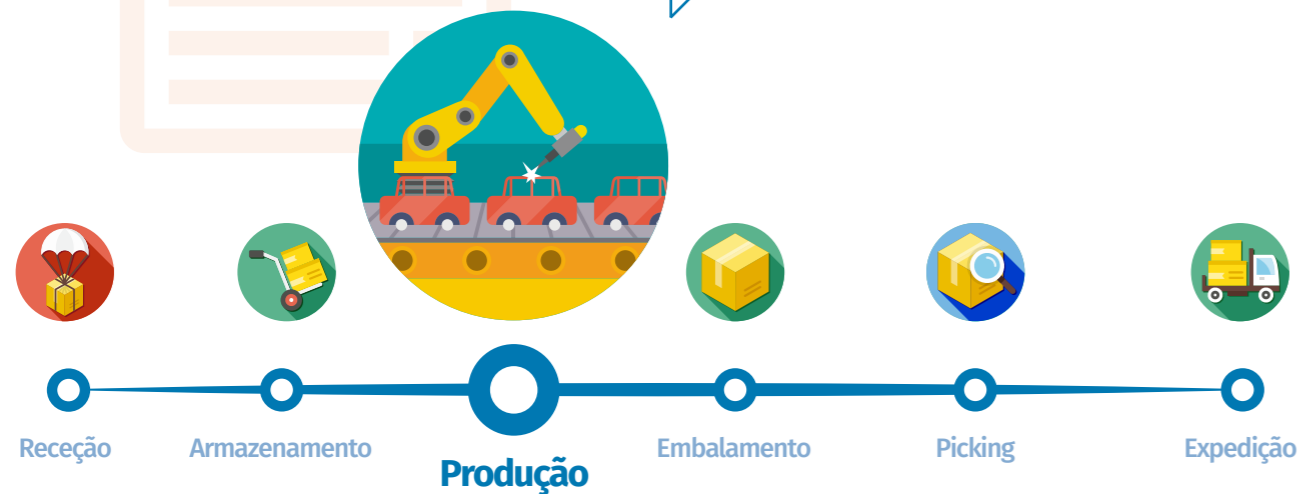 Receção
Armazenamento
Produção
Embalamento
Picking
Expedição